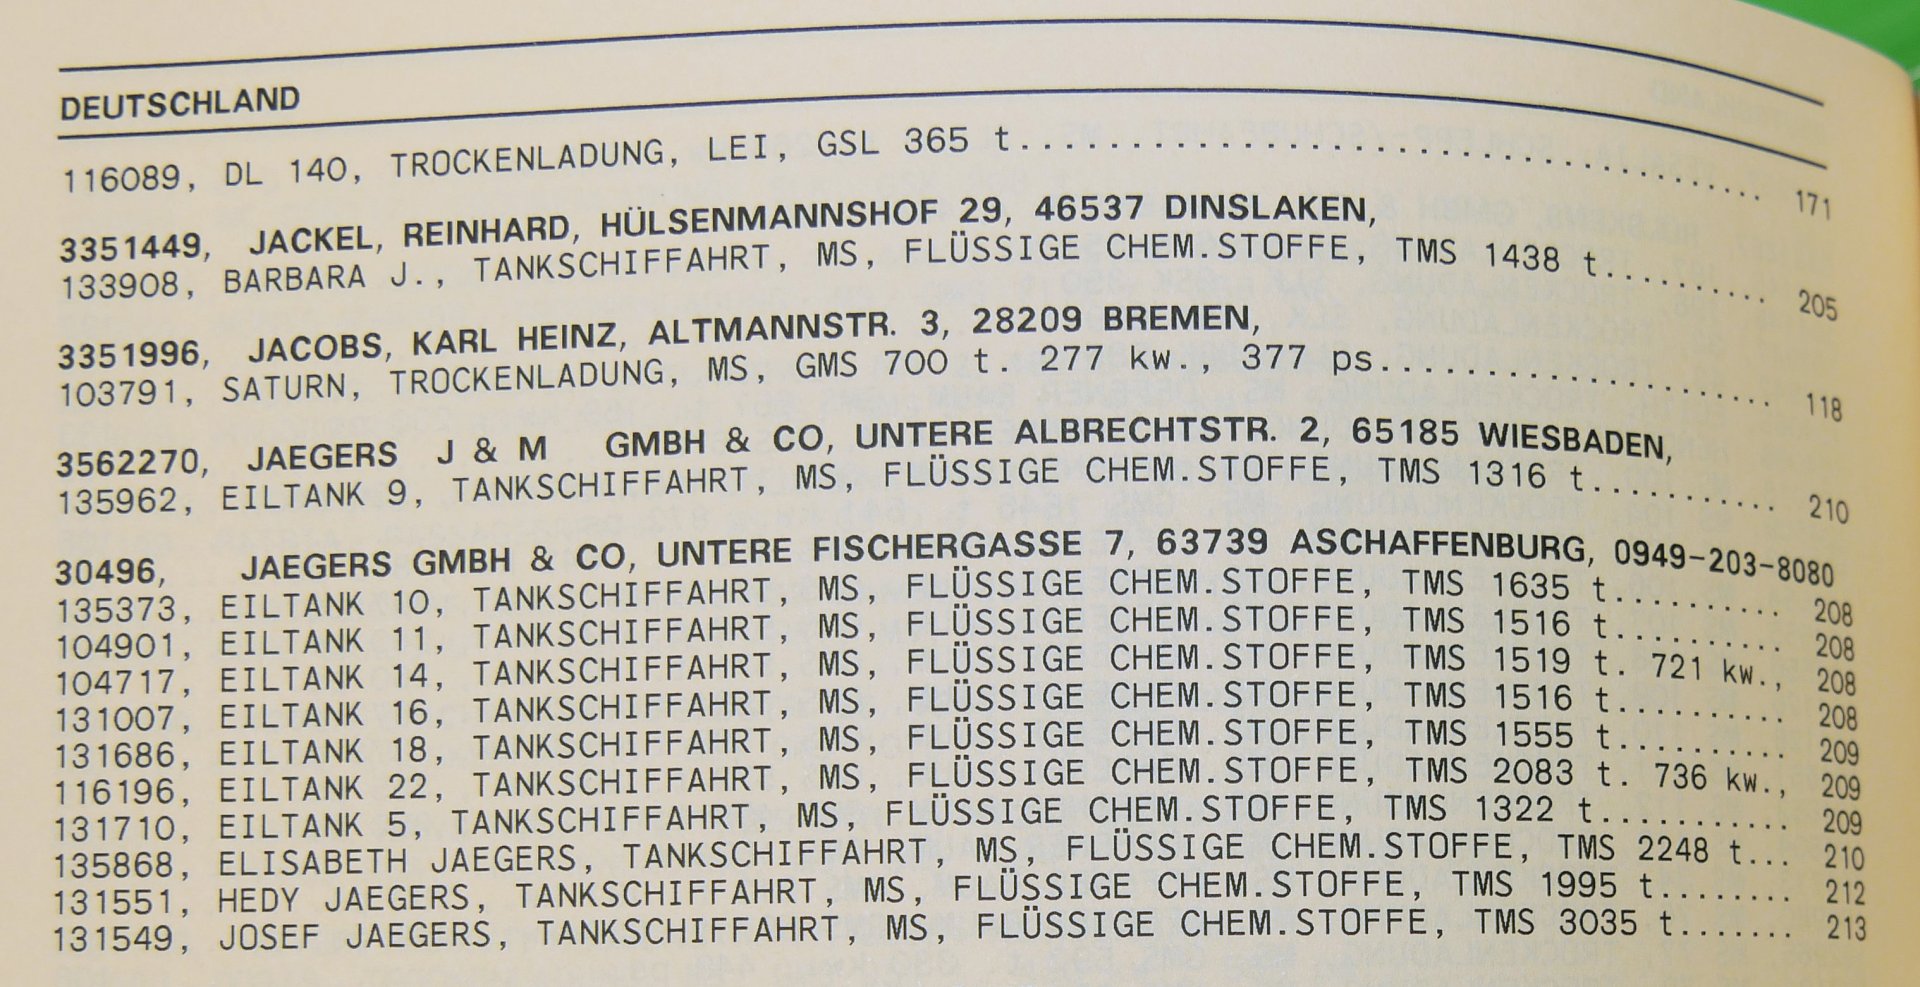 DEUTSCHLAND
116089, DL 140, TROCKENLADUNG, LEI, GSL 365 t.................................... 171
3351449, JACKEL, REINHARD, HÜLSENMANNSHOF 29, 46537 DINSLAKEN,
133908, BARBARA J., TANKSCHIFFAHRT, MS, FLÜSSIGE CHEM.STOFFE, TMS 1438 t......... 205
3351996, JACOBS, KARL HEINZ, ALTMANNSTR. 3, 28209 BREMEN,
103791, SATURN, TROCKENLADUNG, MS, GMS 700 t. 277 kw., 377 ps.................... 118
3562270, JAEGERS J & M GMBH & CO, UNTERE ALBRECHTSTR. 2, 65185 WIESBADEN,
135962, EILTANK 9, TANKSCHIFFAHRT, MS, FLÜSSIGE CHEM.STOFFE, TMS 1316 t.......... 210
30496, JAEGERS GMBH & CO, UNTERE FISCHERGASSE 7, 63739 ASCHAFFENBURG, 0949-203-8080
135373, EILTANK 10, TANKSCHIFFAHRT, MS, FLÜSSIGE CHEM.STOFFE, TMS 1635 t......... 208
104901, EILTANK 11, TANKSCHIFFAHRT, MS, FLÜSSIGE CHEM.STOFFE, TMS 1516 t......... 208
104717, EILTANK 14, TANKSCHIFFAHRT, MS, FLÜSSIGE CHEM.STOFFE, TMS 1519 t. 721 kw., 208
131007, EILTANK 16, TANKSCHIFFAHRT, MS, FLÜSSIGE CHEM.STOFFE, TMS 1516 t......... 208
131686, EILTANK 18, TANKSCHIFFAHRT, MS, FLÜSSIGE CHEM.STOFFE, TMS 1555 t......... 209
116196, EILTANK 22, TANKSCHIFFAHRT, MS, FLÜSSIGE CHEM.STOFFE, TMS 2083 t. 736 kw., 209
131710, EILTANK 5, TANKSCHIFFAHRT, MS, FLÜSSIGE CHEM.STOFFE, TMS 1322 t.......... 209
135868, ELISABETH JAEGERS, TANKSCHIFFAHRT, MS, FLÜSSIGE CHEM.STOFFE, TMS 2248 t... 210
131551, HEDY JAEGERS, TANKSCHIFFAHRT, MS, FLÜSSIGE CHEM.STOFFE, TMS 1995 t....... 212
131549, JOSEF JAEGERS, TANKSCHIFFAHRT, MS, FLÜSSIGE CHEM.STOFFE, TMS 3035 t....... 213